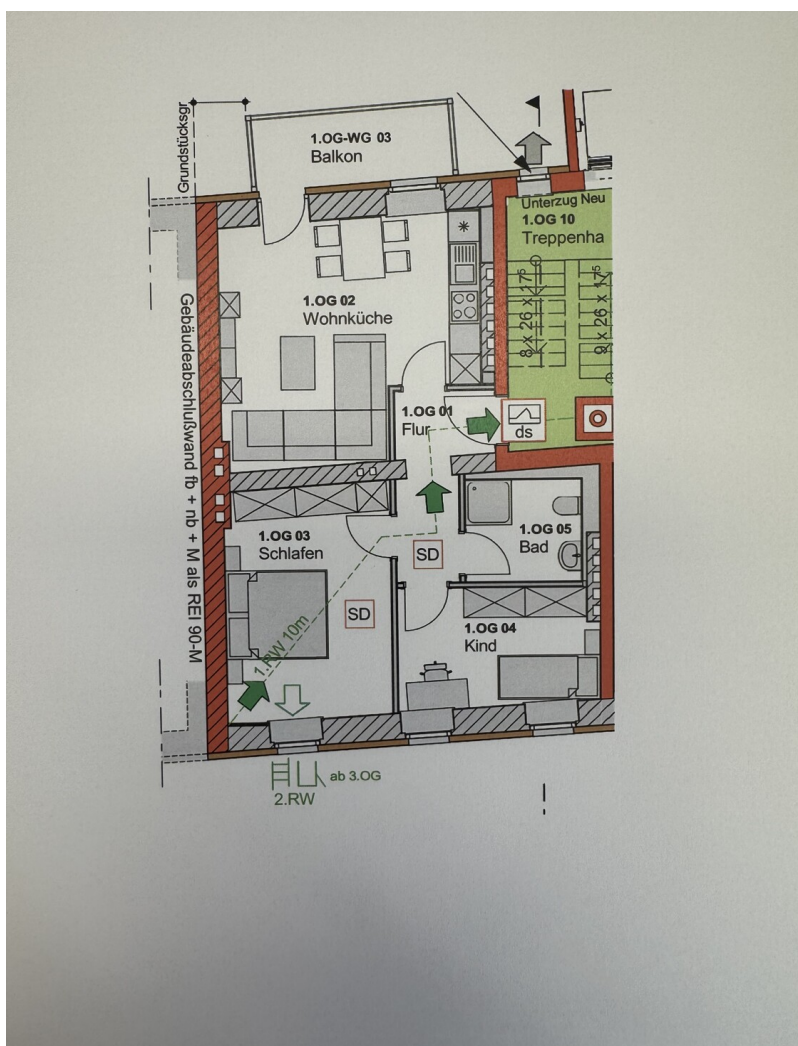 Grundstücksgr
1.OG-WG 03
Balkon
Unterzug Neu
1.OG 10
Treppenha
8 x 26 x 17⁵
9 x 26 x 17⁵
1.OG 02
Wohnküche
Gebäudeabschlußwand fb + nb + M als REI 90-M
1.OG 01
Flur
ds
1.OG 03
Schlafen
SD
1.OG 05
Bad
SD
1.OG 04
Kind
1.RW 10m
ab 3.OG
2.RW